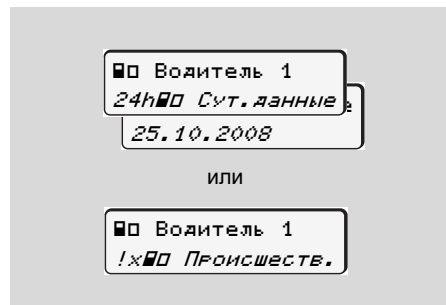 Водитель 1
24h Сут.данные
25.10.2008
или
Водитель 1
!x Происшеств.